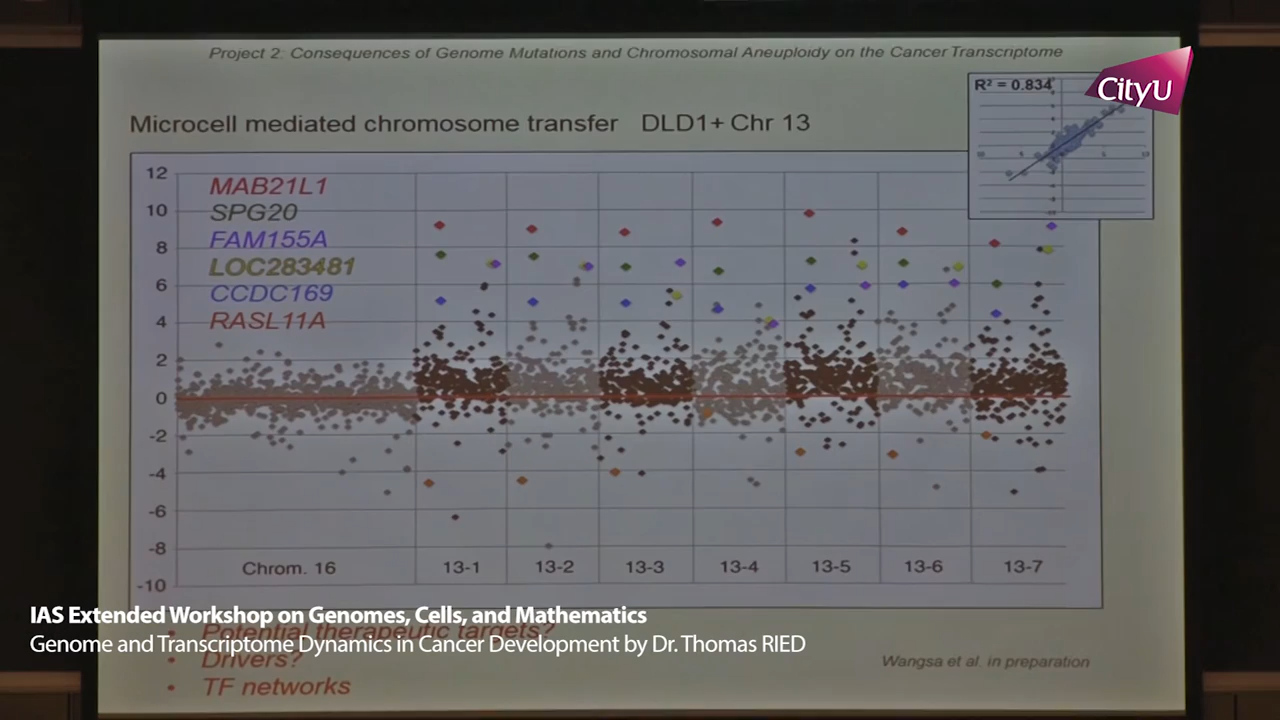 Project 2: Consequences of Genome Mutations and Chromosomal Aneuploidy on the Cancer Transcriptome
CityU
R² = 0.834
Microcell mediated chromosome transfer DLD1+ Chr 13
12
10
8
6
4
2
0
-2
-4
-6
-8
-10
MAB21L1
SPG20
FAM155A
LOC283481
CCDC169
RASL11A
Chrom. 16 13-1 13-2 13-3 13-4 13-5 13-6 13-7
IAS Extended Workshop on Genomes, Cells, and Mathematics
• Potential therapeutic targets?
Genome and Transcriptome Dynamics in Cancer Development by Dr. Thomas RIED
• Drivers?
Wangsa et al. in preparation
• TF networks